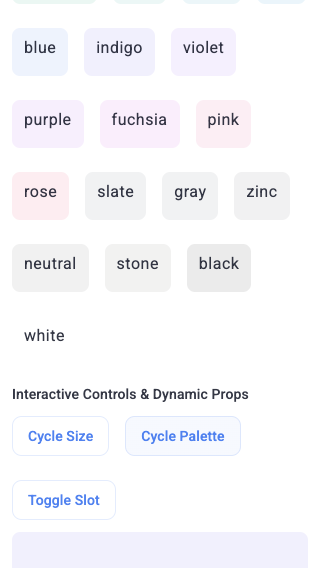 blue indigo violet
purple fuchsia pink
rose slate gray zinc
neutral stone black
white
Interactive Controls & Dynamic Props
Cycle Size Cycle Palette
Toggle Slot